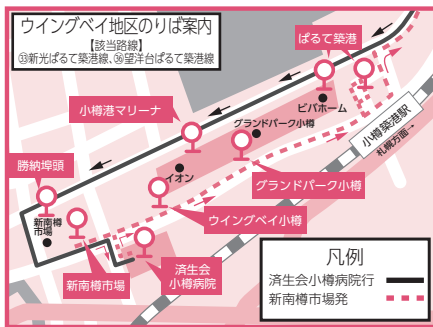 ウイングベイ地区のりば案内
【該当路線】
㉝新光ぱるて築港線、㊱望洋台ぱるて築港線
ぱるて築港
小樽港マリーナ
ビバホーム
グランドパーク小樽
小樽築港駅
札幌方面→
勝納埠頭
イオン
グランドパーク小樽
新南樽
市場
ウイングベイ小樽
新南樽市場
済生会
小樽病院
凡例
済生会小樽病院行
新南樽市場発